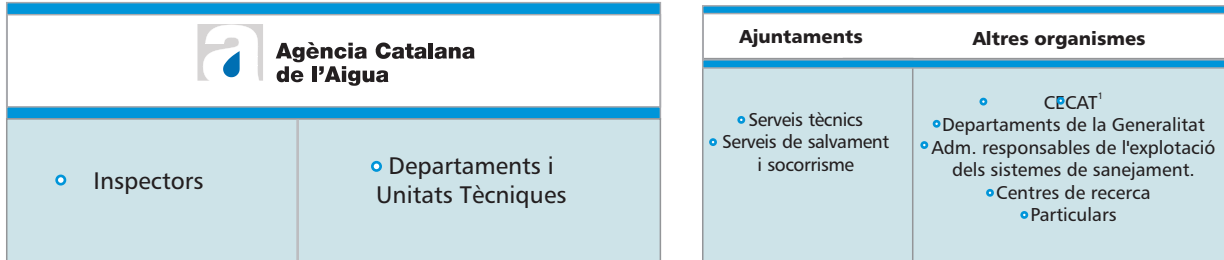 Agència Catalana
de l'Aigua
Inspectors
Departaments i
Unitats Tècniques
Ajuntaments
Altres organismes
Serveis tècnics
Serveis de salvament
i socorrisme
CECAT¹
Departaments de la Generalitat
Adm. responsables de l'explotació
dels sistemes de sanejament.
Centres de recerca
Particulars